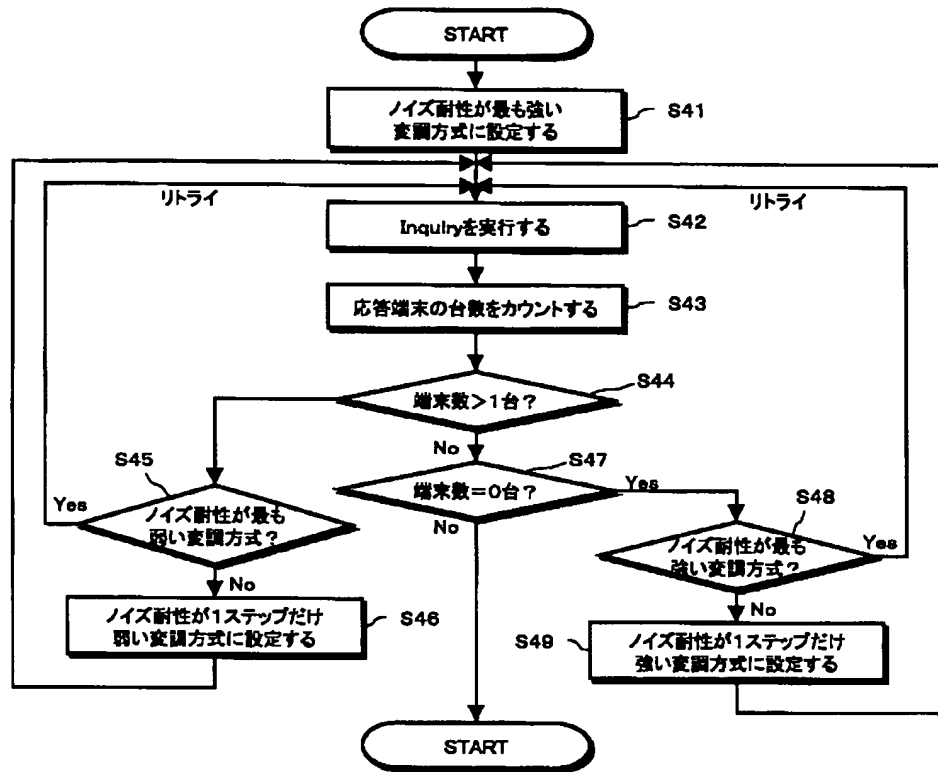 START
ノイズ耐性が最も強い
変調方式に設定する
S41
リトライ
リトライ
Inquiryを実行する
S42
応答端末の台数をカウントする
S43
端末数＞1台？
S44
No
S45
Yes
ノイズ耐性が最も
弱い変調方式？
No
端末数＝0台？
S47
Yes
No
S48
ノイズ耐性が最も
強い変調方式？
Yes
No
ノイズ耐性が1ステップだけ
弱い変調方式に設定する
S46
S49
ノイズ耐性が1ステップだけ
強い変調方式に設定する
START